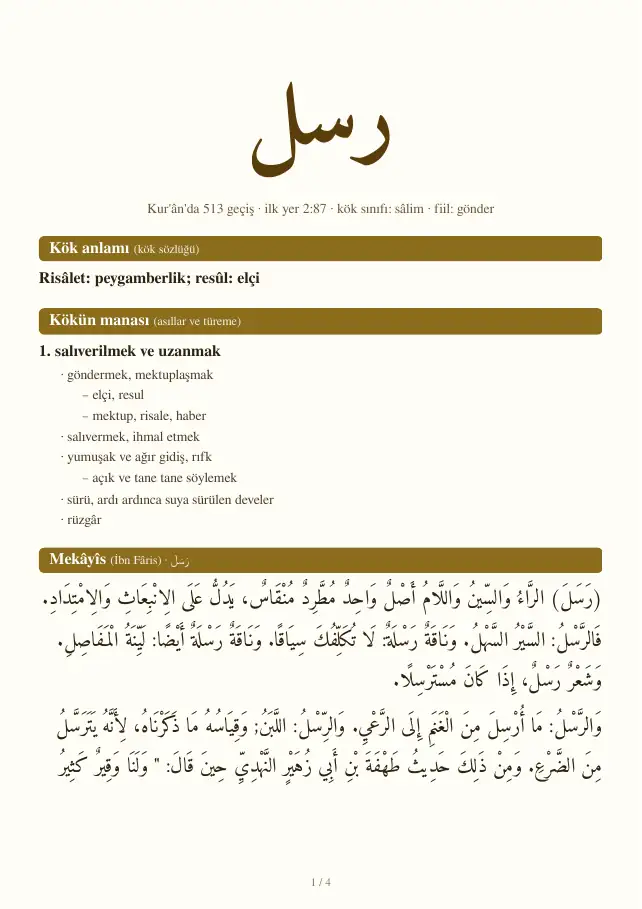 رسل
Kur'ân'da 513 geçiş · ilk yer 2:87 · kök sınıfı: sâlim · fiil: gönder
Kök anlamı (kök sözlüğü)
Risâlet: peygamberlik; resûl: elçi
Kökün manası (asıllar ve türeme)
1. salıverilmek ve uzanmak
· göndermek, mektuplaşmak
– elçi, resul
– mektup, risale, haber
· salıvermek, ihmal etmek
· yumuşak ve ağır gidiş, rıfk
– açık ve tane tane söylemek
· sürü, ardı ardınca suya sürülen develer
· rüzgâr
Mekâyîs (İbn Fâris) · رَسَلَ
(رَسَلَ) الرَّاءُ وَالسِّينُ وَاللَّامُ أَصْلٌ وَاحِدٌ مُطَّرِدٌ مُنْقَاسٌ، يَدُلُّ عَلَى الِانْبِعَاثِ وَالِامْتِدَادِ.
فَالرَّسْلُ: السَّيْرُ السَّهْلُ. وَنَاقَةٌ رَسْلَةٌ: لَا تُكَلِّفُكَ سِيَاقًا. وَنَاقَةٌ رَسْلَةٌ أَيْضًا: لَيِّنَةُ الْمَفَاصِلِ.
وَشَعْرٌ رَسْلٌ، إِذَا كَانَ مُسْتَرْسِلًا.
وَالرَّسْلُ: مَا أُرْسِلَ مِنَ الْغَنَمِ إِلَى الرَّعْيِ. وَالرِّسْلُ: اللَّبَنُ; وَقِيَاسُهُ مَا ذَكَرْنَاهُ، لِأَنَّهُ يَتَرَسَّلُ
مِنَ الضَّرْعِ. وَمِنْ ذَلِكَ حَدِيثُ طَهْفَةَ بْنِ أَبِي زُهَيْرٍ النَّهْدِيِّ حِينَ قَالَ: " وَلَنَا وَقِيرٌ كَثِيرُ
1 / 4